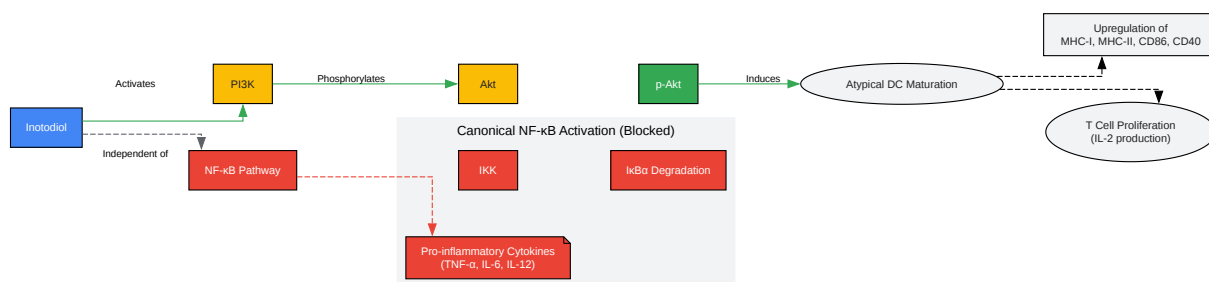 Upregulation of
MHC-I, MHC-II, CD86, CD40
Activates
PI3K
Phosphorylates
Akt
p-Akt
Induces
Atypical DC Maturation
Inotodiol
Independent of
T Cell Proliferation
(IL-2 production)
Canonical NF-κB Activation (Blocked)
NF-κB Pathway
IKK
IκBα Degradation
Pro-inflammatory Cytokines
(TNF-α, IL-6, IL-12)